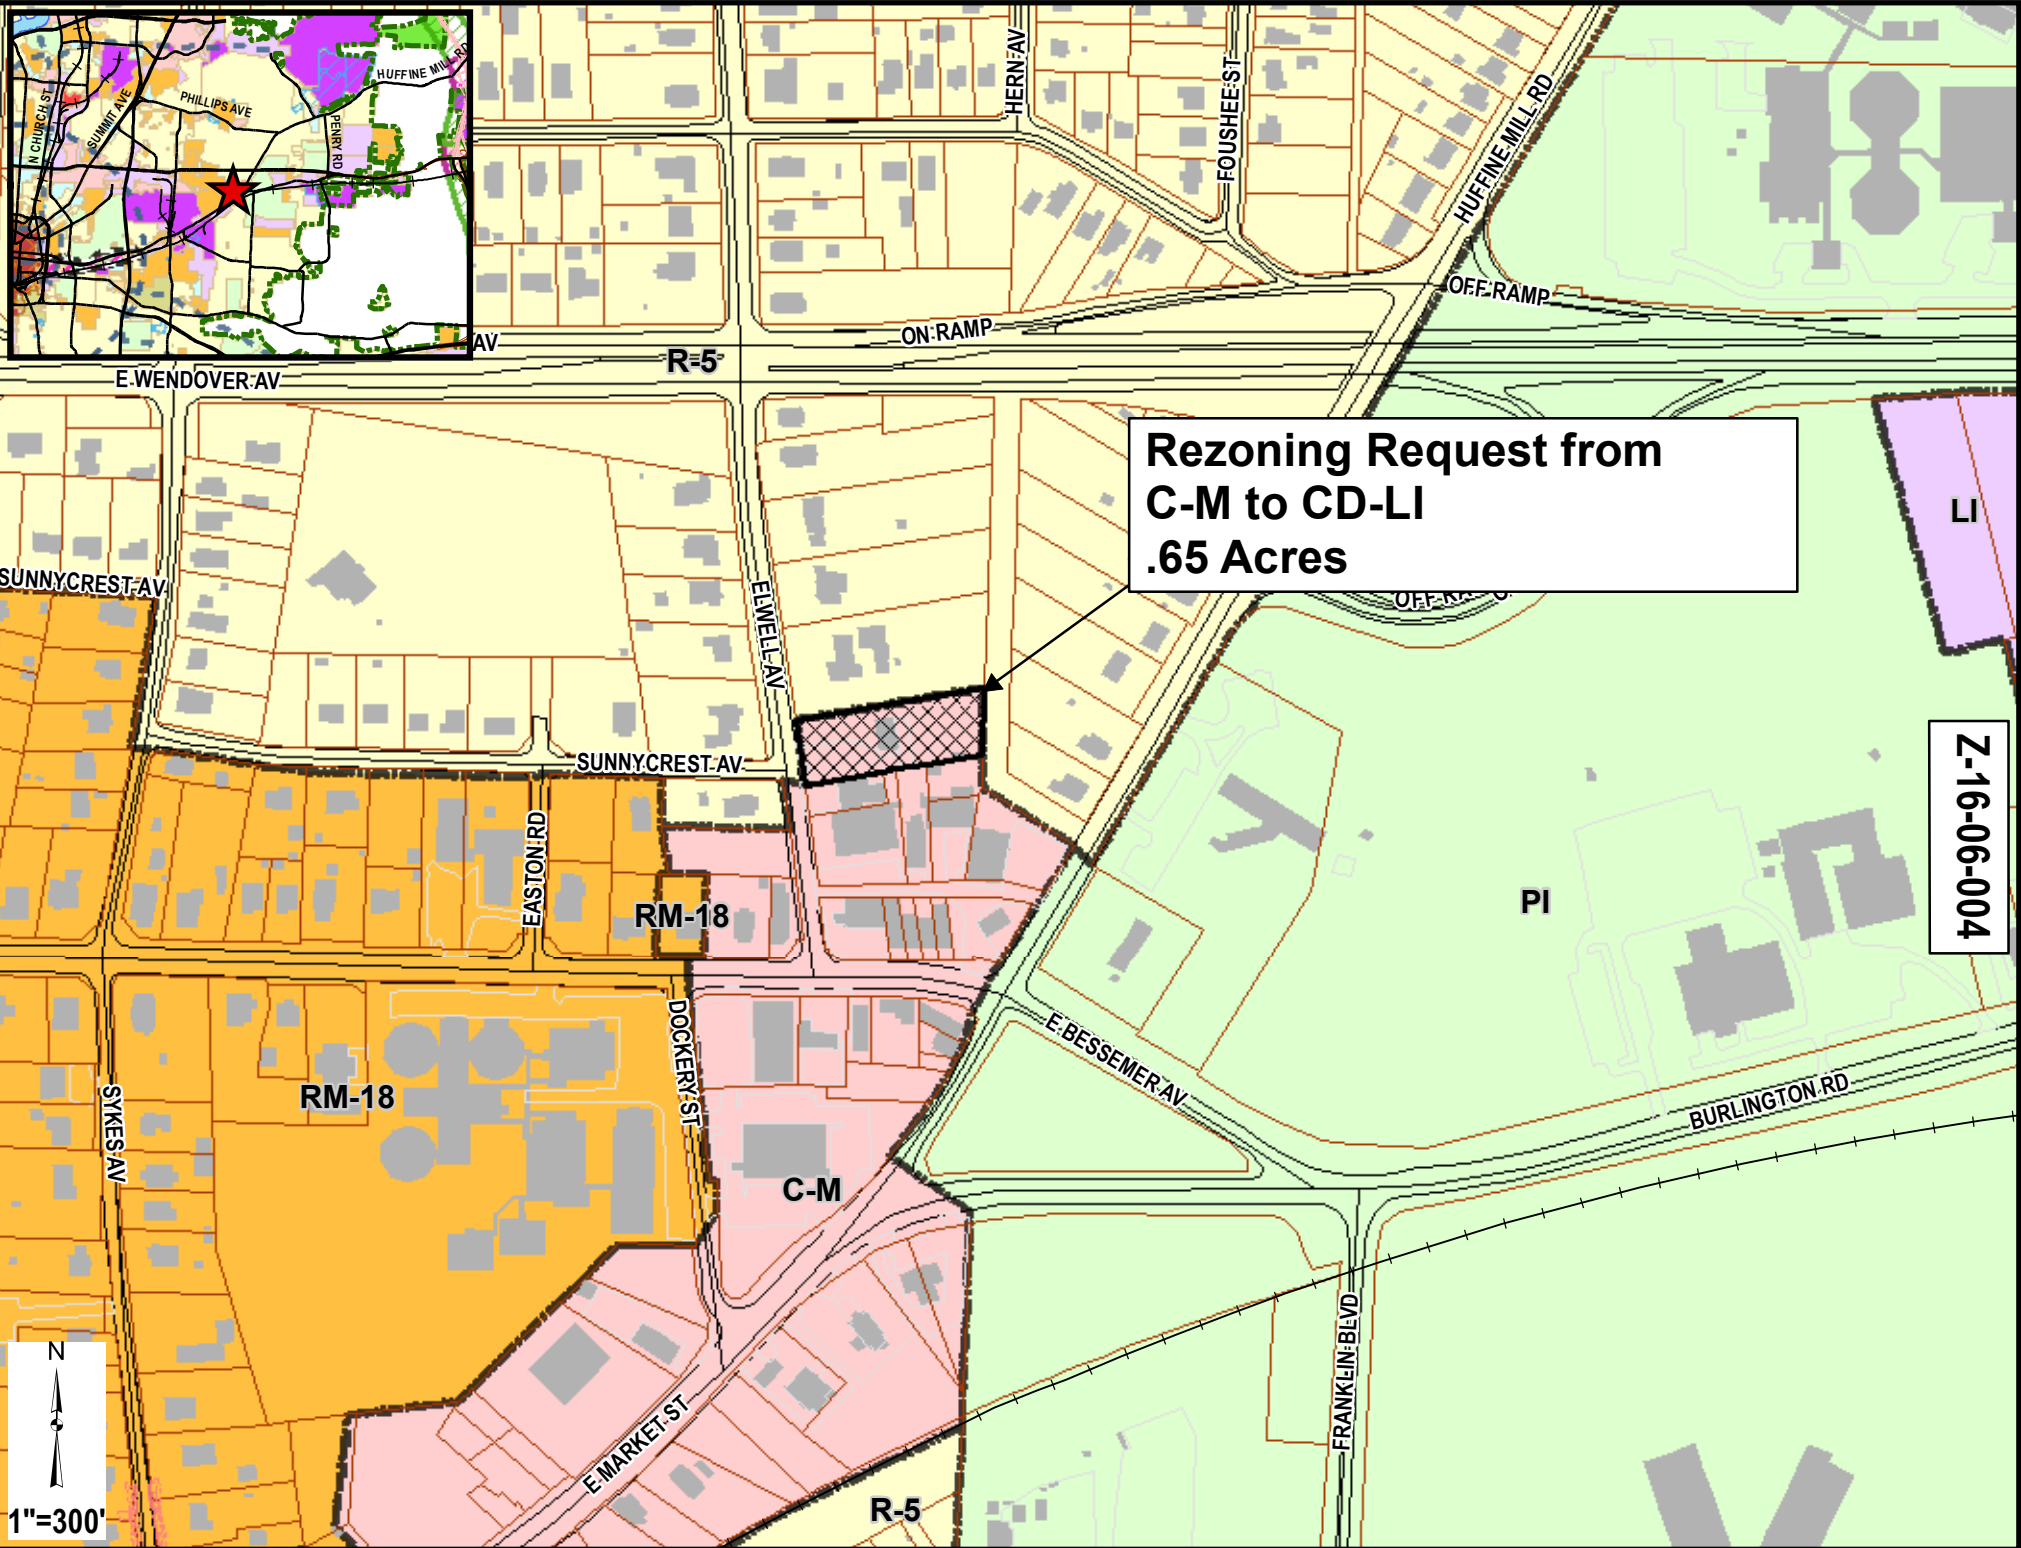 N CHURCH ST
SUMMIT AVE
PHILLIPS AVE
HUFFINE MILL RD
PENRY RD
HERN AV
FOUSHEE ST
HUFFINE MILL RD
OFF RAMP
ON RAMP
AV
R-5
E WENDOVER AV
Rezoning Request from
C-M to CD-LI
.65 Acres
LI
SUNNYCREST AV
ELWELL AV
OFF
SUNNYCREST AV
Z-16-06-004
EASTON RD
RM-18
PI
DOCKERY ST
E BESSEMER AV
RM-18
SYKES AV
BURLINGTON RD
C-M
FRANKLIN BLVD
E MARKET ST
R-5
N
1"=300'